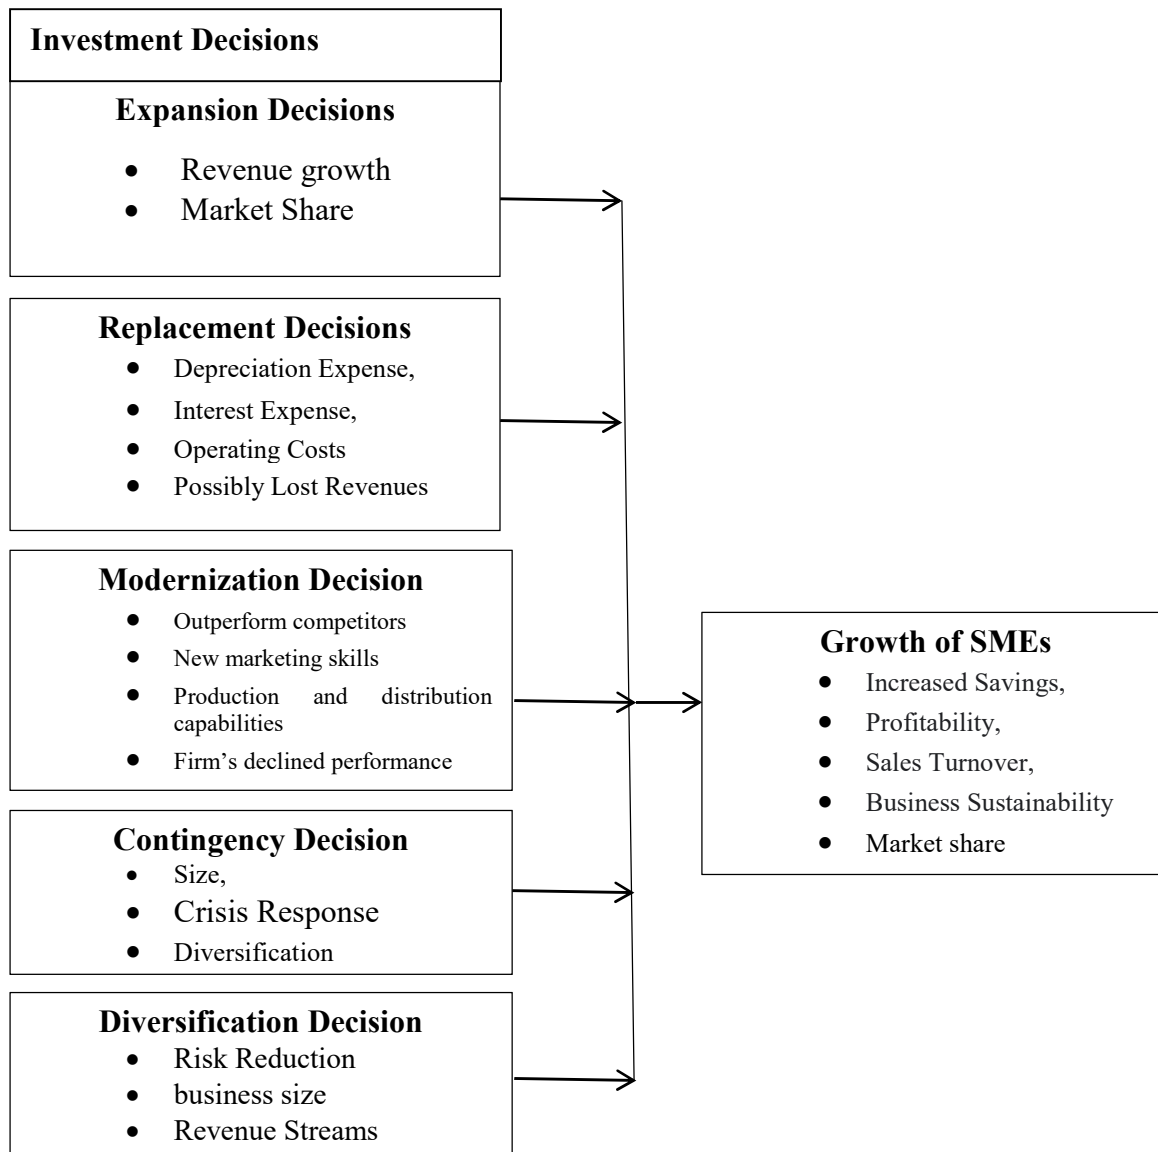 Investment Decisions
Expansion Decisions
● Revenue growth
● Market Share
Replacement Decisions
● Depreciation Expense,
● Interest Expense,
● Operating Costs
● Possibly Lost Revenues
Modernization Decision
● Outperform competitors
● New marketing skills
● Production and distribution
capabilities
● Firm’s declined performance
Contingency Decision
● Size,
● Crisis Response
● Diversification
Diversification Decision
● Risk Reduction
● business size
● Revenue Streams
Growth of SMEs
● Increased Savings,
● Profitability,
● Sales Turnover,
● Business Sustainability
● Market share